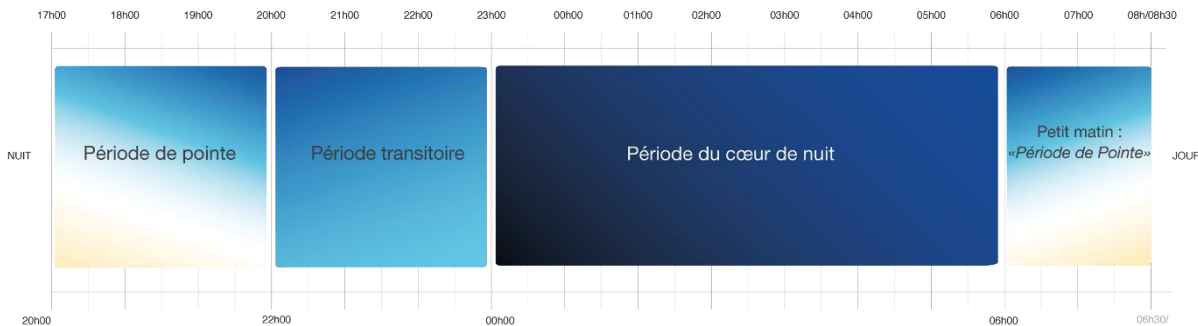 17h00 18h00 19h00 20h00 21h00 22h00 23h00 00h00 01h00 02h00 03h00 04h00 05h00 06h00 07h00 08h/08h30
NUIT Période de pointe Période transitoire Période du cœur de nuit Petit matin :
«Période de Pointe» JOUR
20h00 22h00 00h00 06h00 06h30/